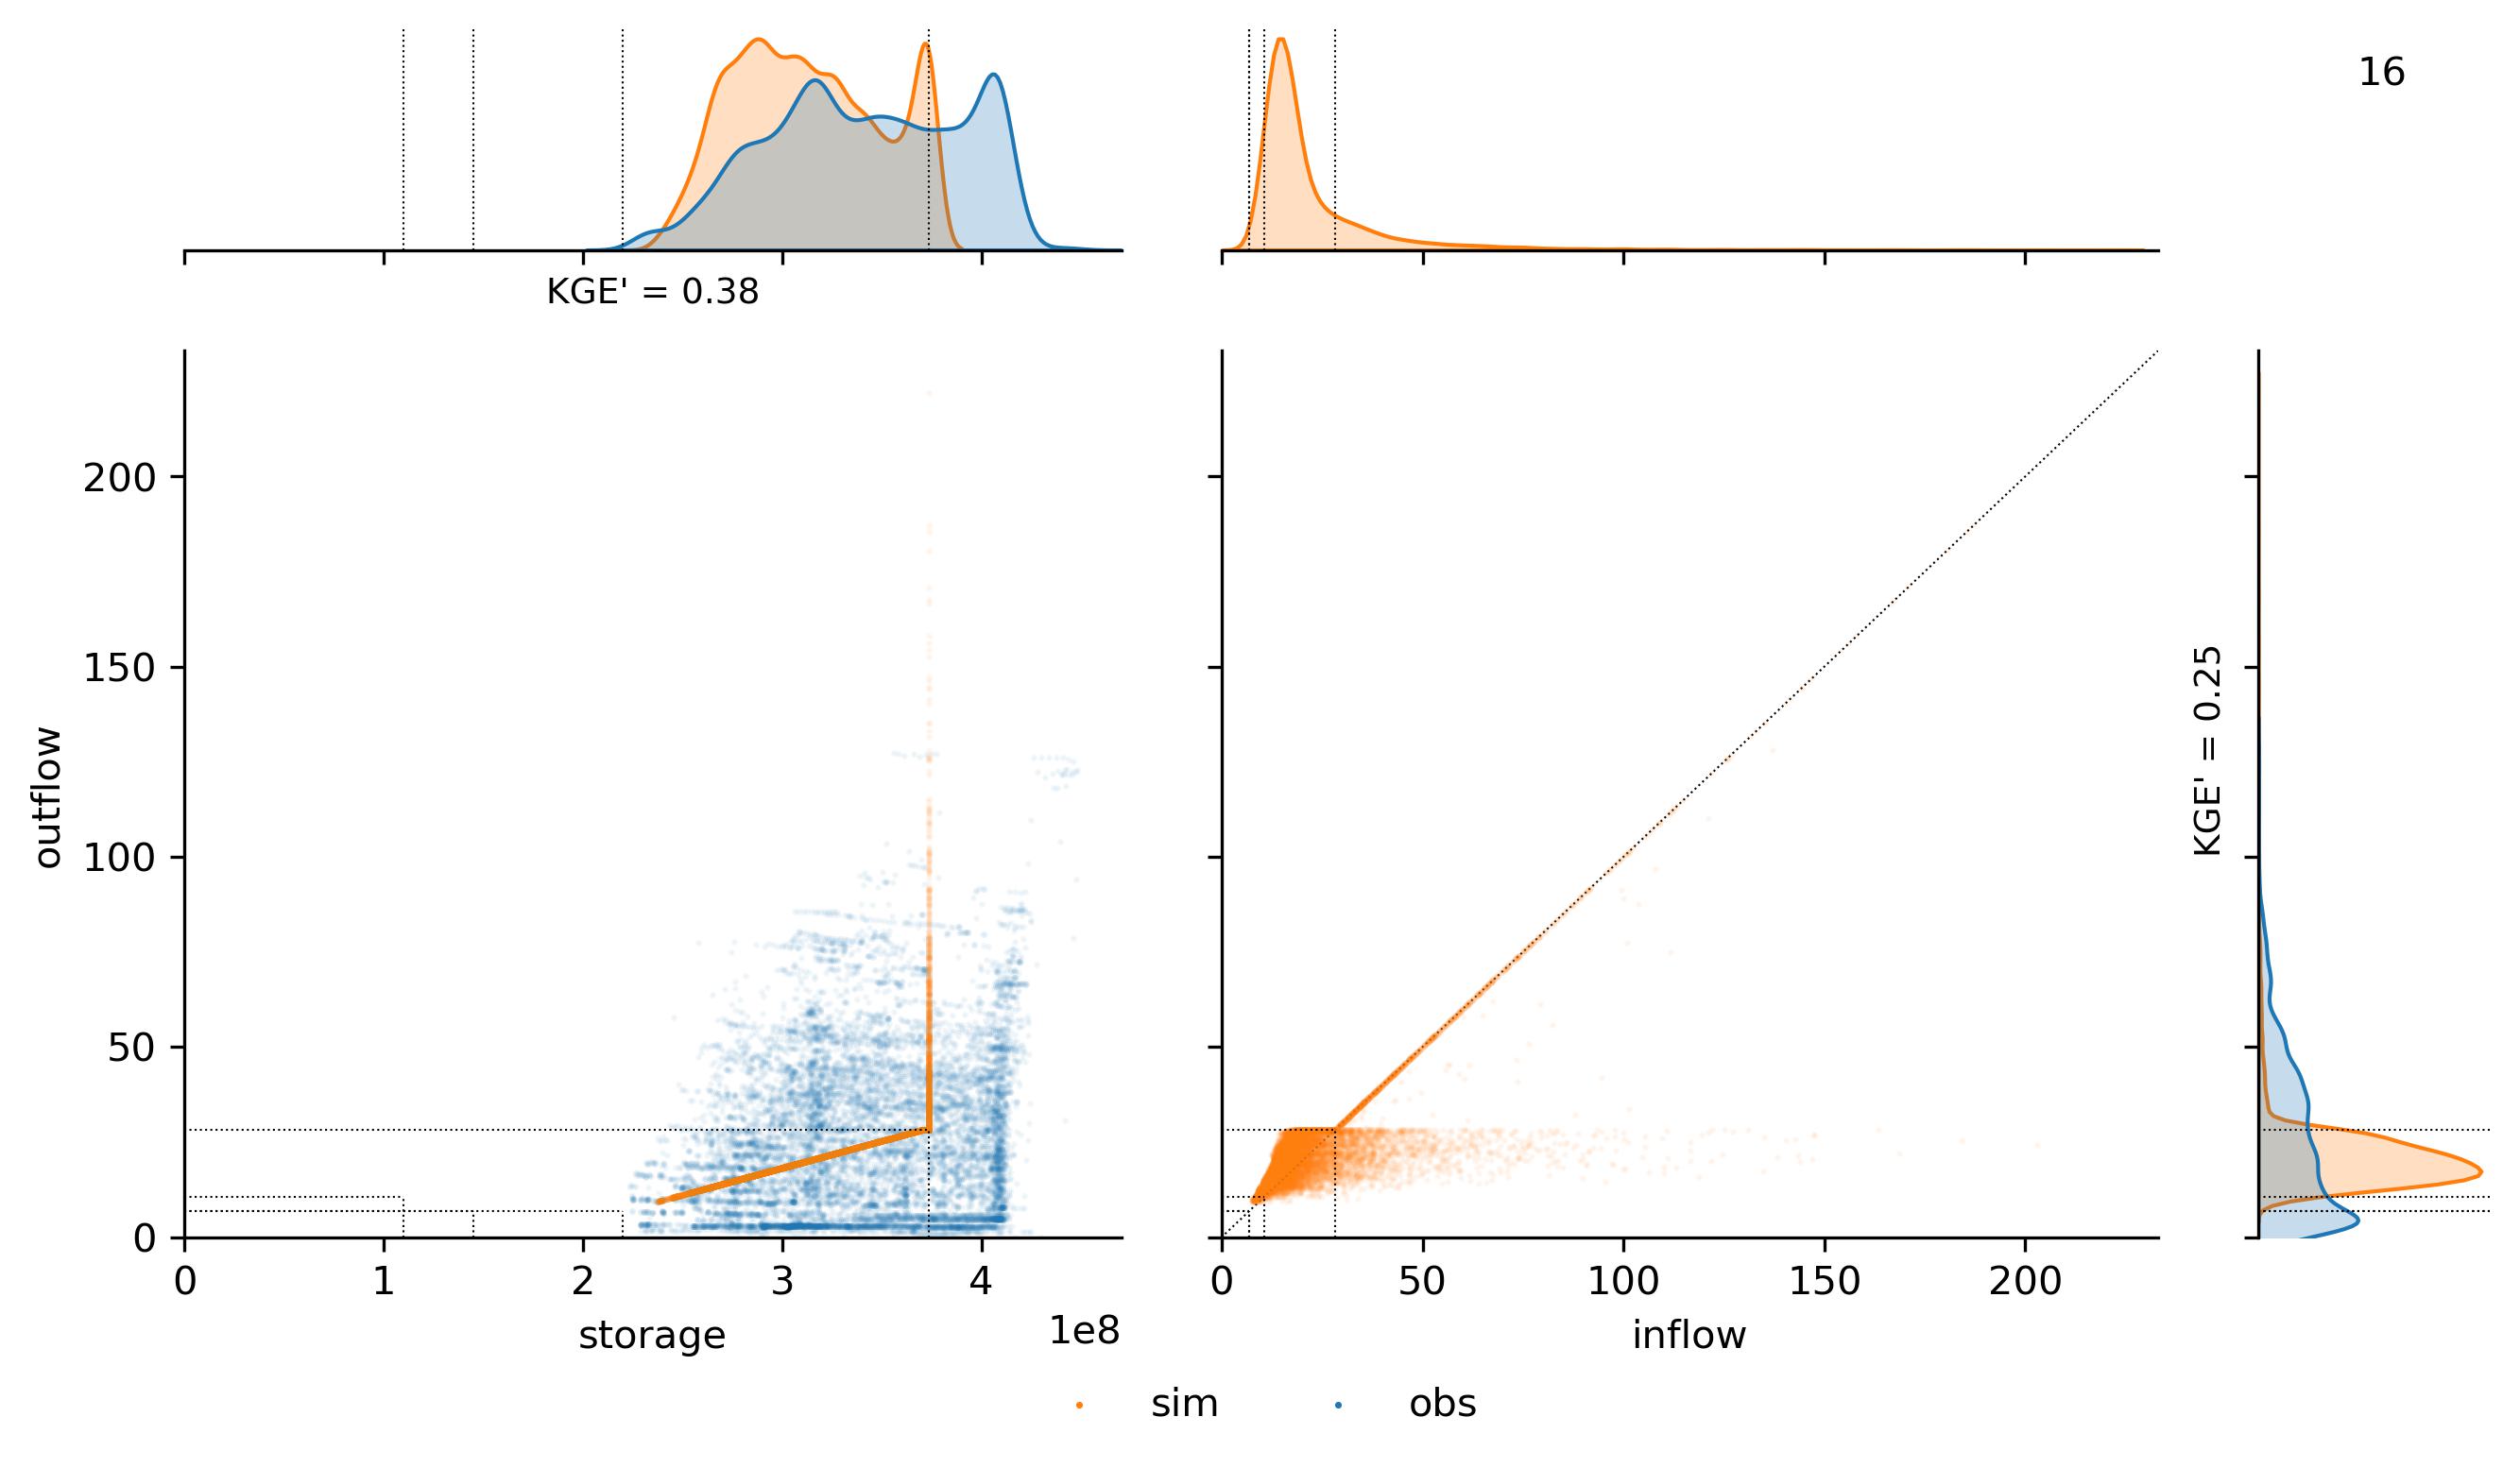 16
KGE' = 0.38
outflow
200
150
100
50
0
KGE' = 0.25
0 1 2 3 4
1e8
storage
0 50 100 150 200
inflow
sim obs